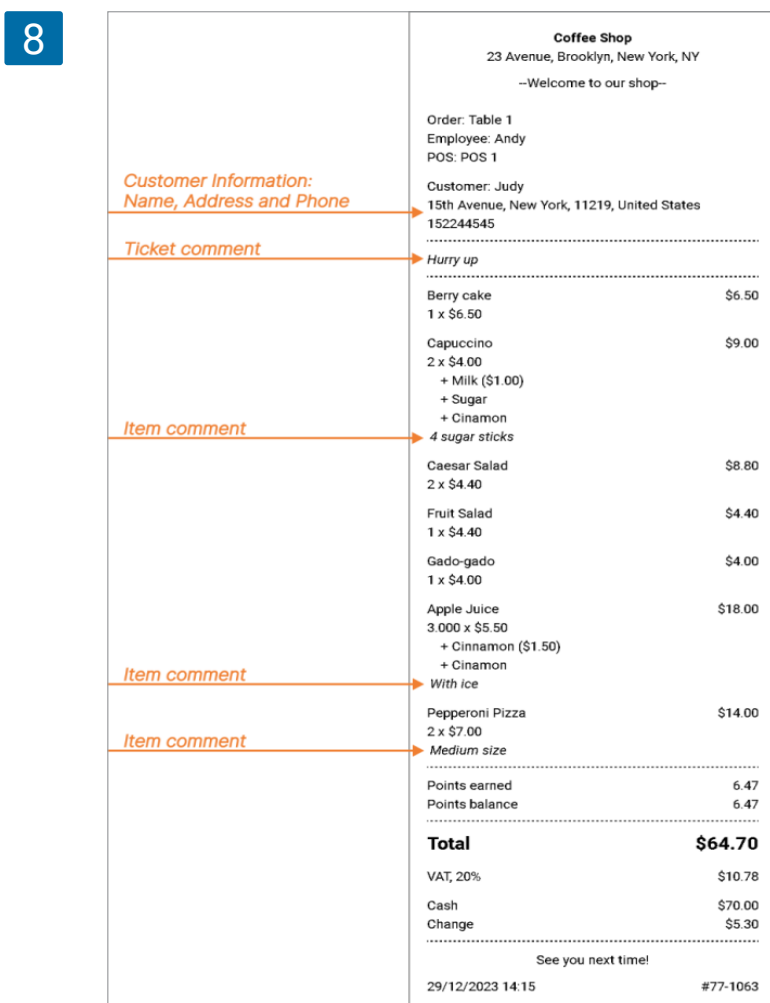 8
Coffee Shop
23 Avenue, Brooklyn, New York, NY
--Welcome to our shop--
Order: Table 1
Employee: Andy
POS: POS 1
Customer Information:
Name, Address and Phone
Customer: Judy
15th Avenue, New York, 11219, United States
152244545
Ticket comment
Hurry up
Berry cake $6.50
1 x $6.50
Capuccino $9.00
2 x $4.00
+ Milk ($1.00)
+ Sugar
+ Cinamon
Item comment
4 sugar sticks
Caesar Salad $8.80
2 x $4.40
Fruit Salad $4.40
1 x $4.40
Gado-gado $4.00
1 x $4.00
Apple Juice $18.00
3.000 x $5.50
+ Cinnamon ($1.50)
+ Cinamon
Item comment
With ice
Pepperoni Pizza $14.00
2 x $7.00
Item comment
Medium size
Points earned 6.47
Points balance 6.47
Total $64.70
VAT, 20% $10.78
Cash $70.00
Change $5.30
See you next time!
29/12/2023 14:15 #77-1063